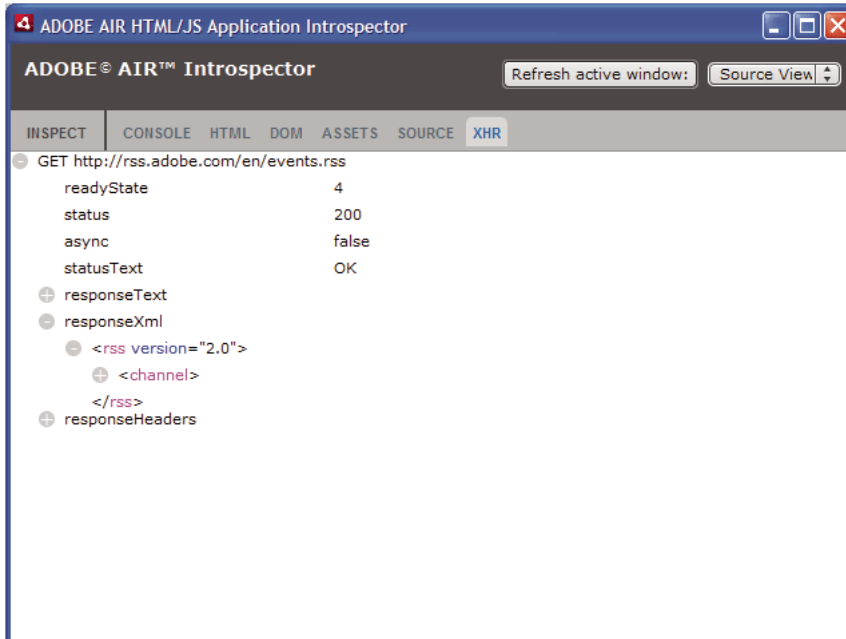 ADOBE AIR HTML/JS Application Introspector
ADOBE© AIR™ Introspector
Refresh active window: Source View
INSPECT CONSOLE HTML DOM ASSETS SOURCE XHR
GET http://rss.adobe.com/en/events.rss
readyState 4
status 200
async false
statusText OK
responseText
responseXml
<rss version="2.0">
<channel>
</rss>
responseHeaders